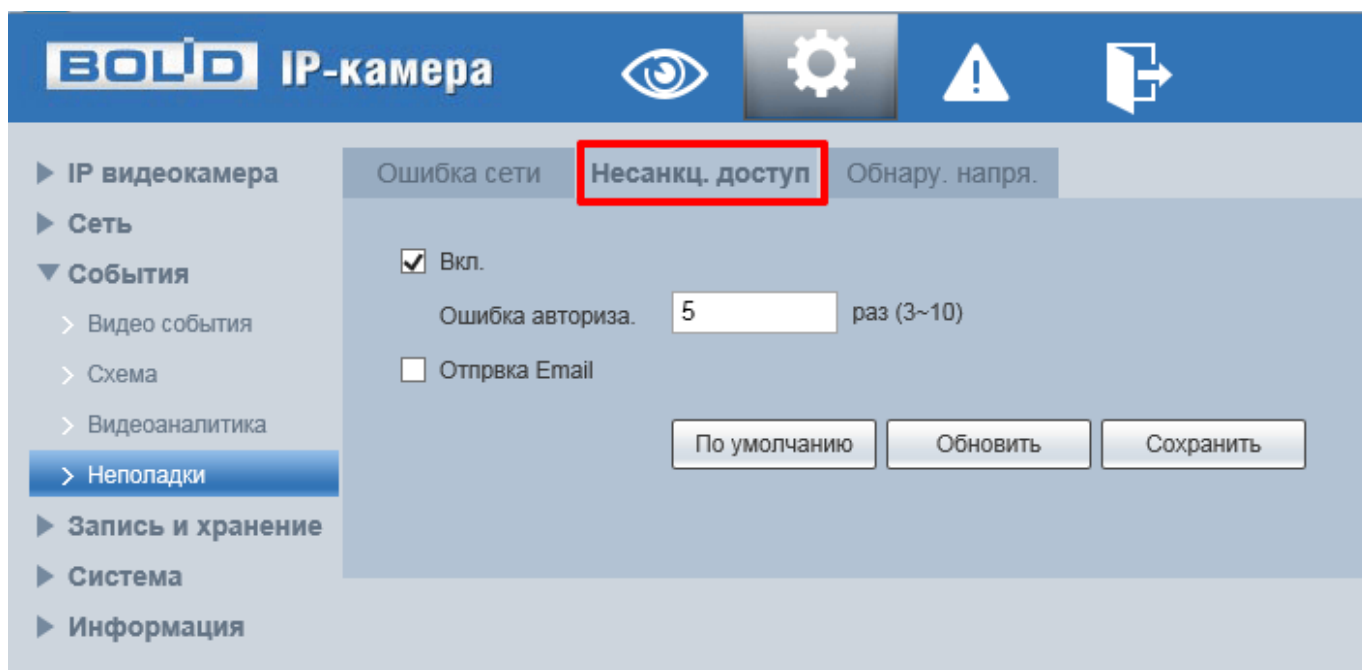 BOLID IP-камера
IP видеокамера
Сеть
События
Видео события
Схема
Видеоаналитика
Неполадки
Запись и хранение
Система
Информация
Ошибка сети Несанкц. доступ Обнару. напря.
Вкл.
Ошибка авториза. 5 раз (3~10)
Отпрвка Email
По умолчанию Обновить Сохранить